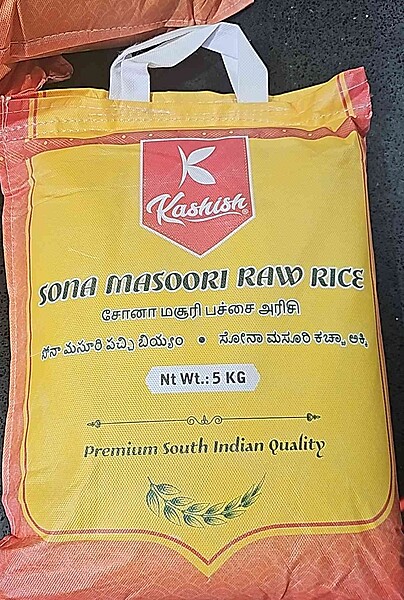 Kashish®
SONA MASOORI RAW RICE
சோனா மசூரி பச்சை அரிசி
సోనా మసూరి పచ్చి బియ్యం • ಸೋನಾ ಮಸೂರಿ ಕಚ್ಚಾ ಅಕ್ಕಿ
Nt Wt.: 5 KG
Premium South Indian Quality